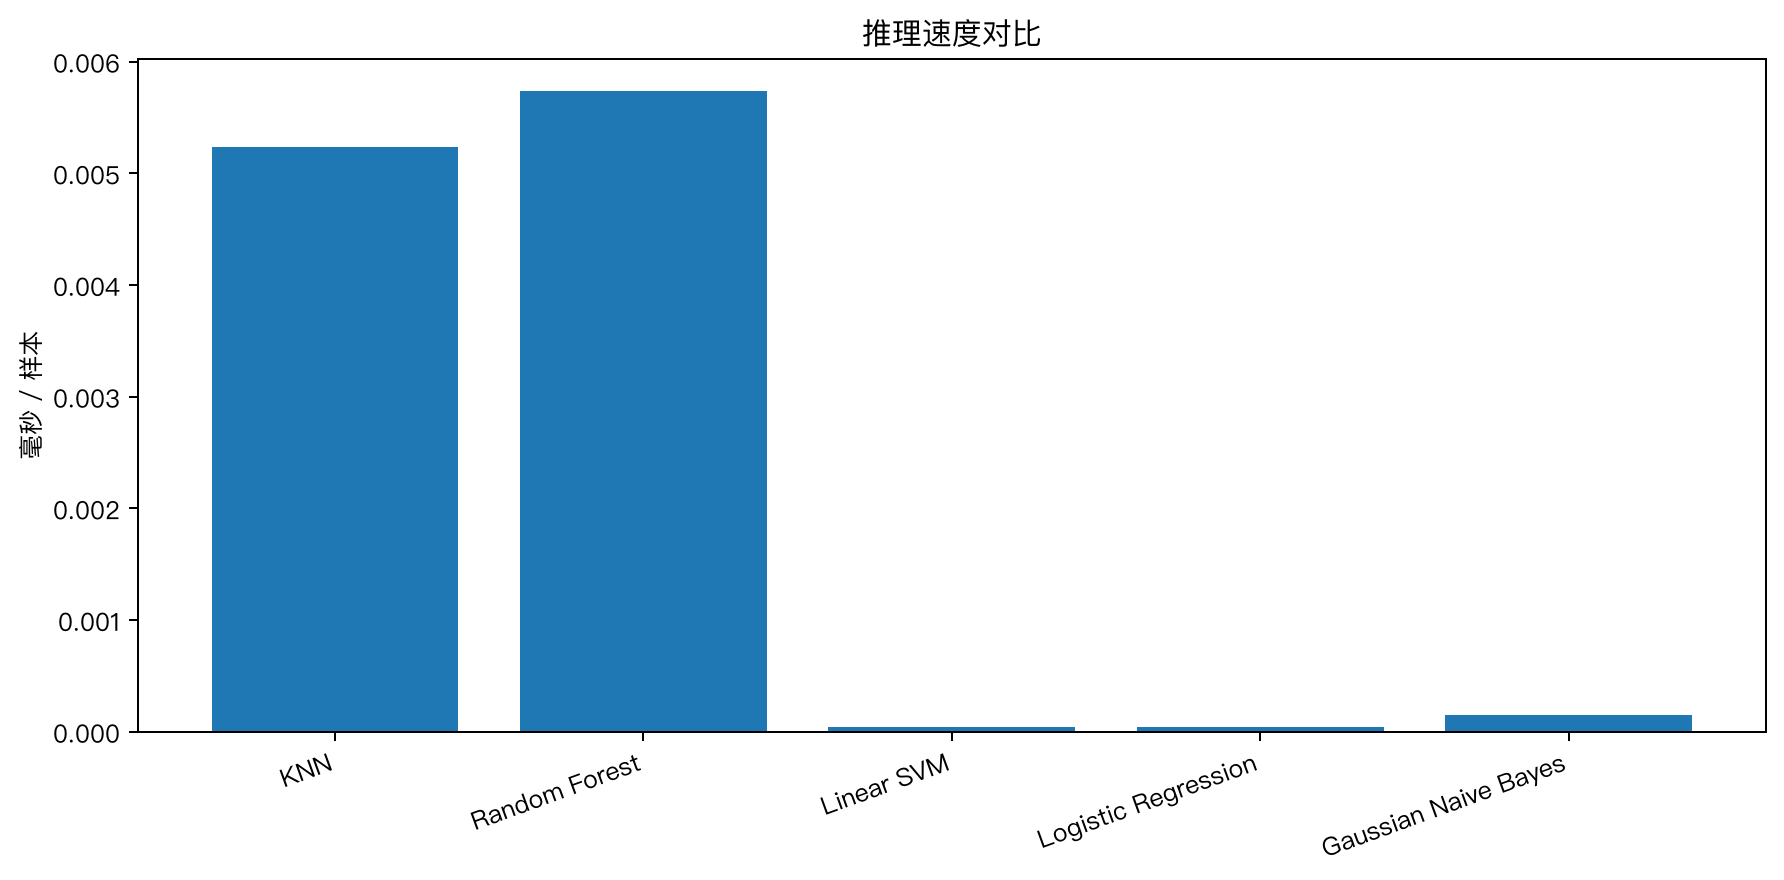 推理速度对比
毫秒 / 样本
0.006
0.005
0.004
0.003
0.002
0.001
0.000
KNN
Random Forest
Linear SVM
Logistic Regression
Gaussian Naive Bayes